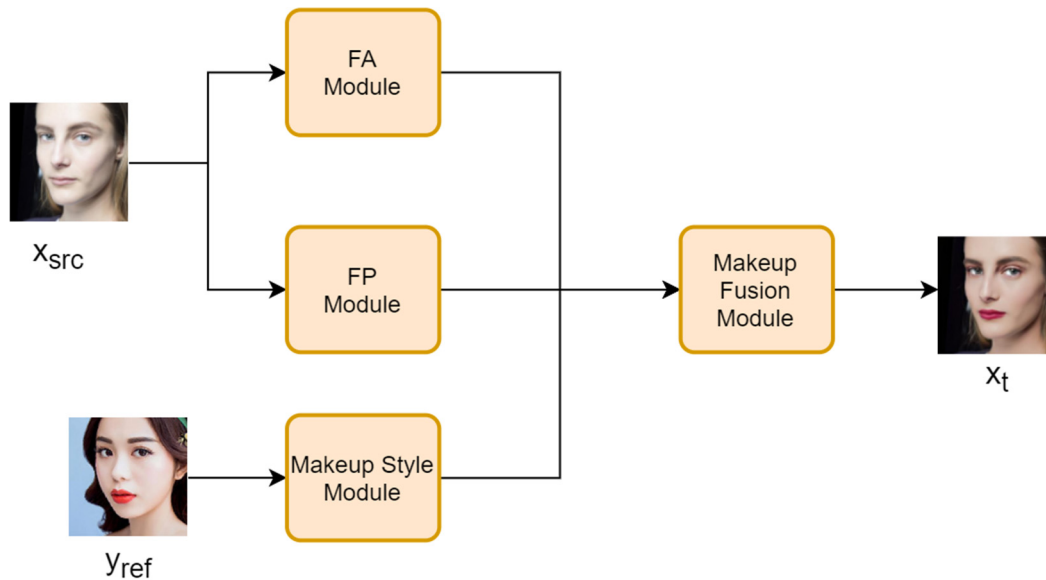 FA
Module
x_src
FP
Module
Makeup
Fusion
Module
x_t
Makeup Style
Module
y_ref